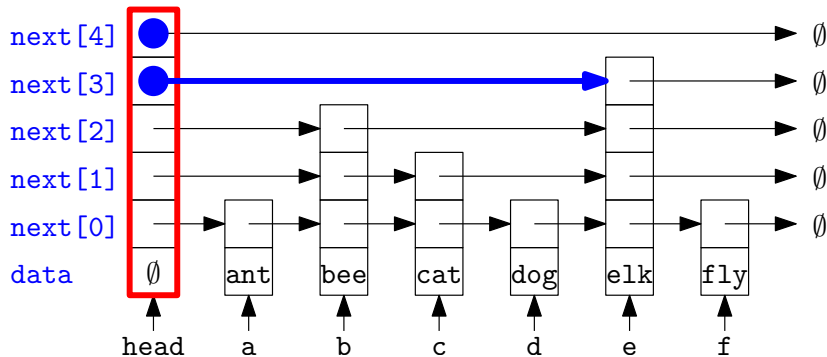 next[4] ∅
next[3] ∅
next[2] ∅
next[1] ∅
next[0] ∅
data ∅ ant bee cat dog elk fly
head a b c d e f